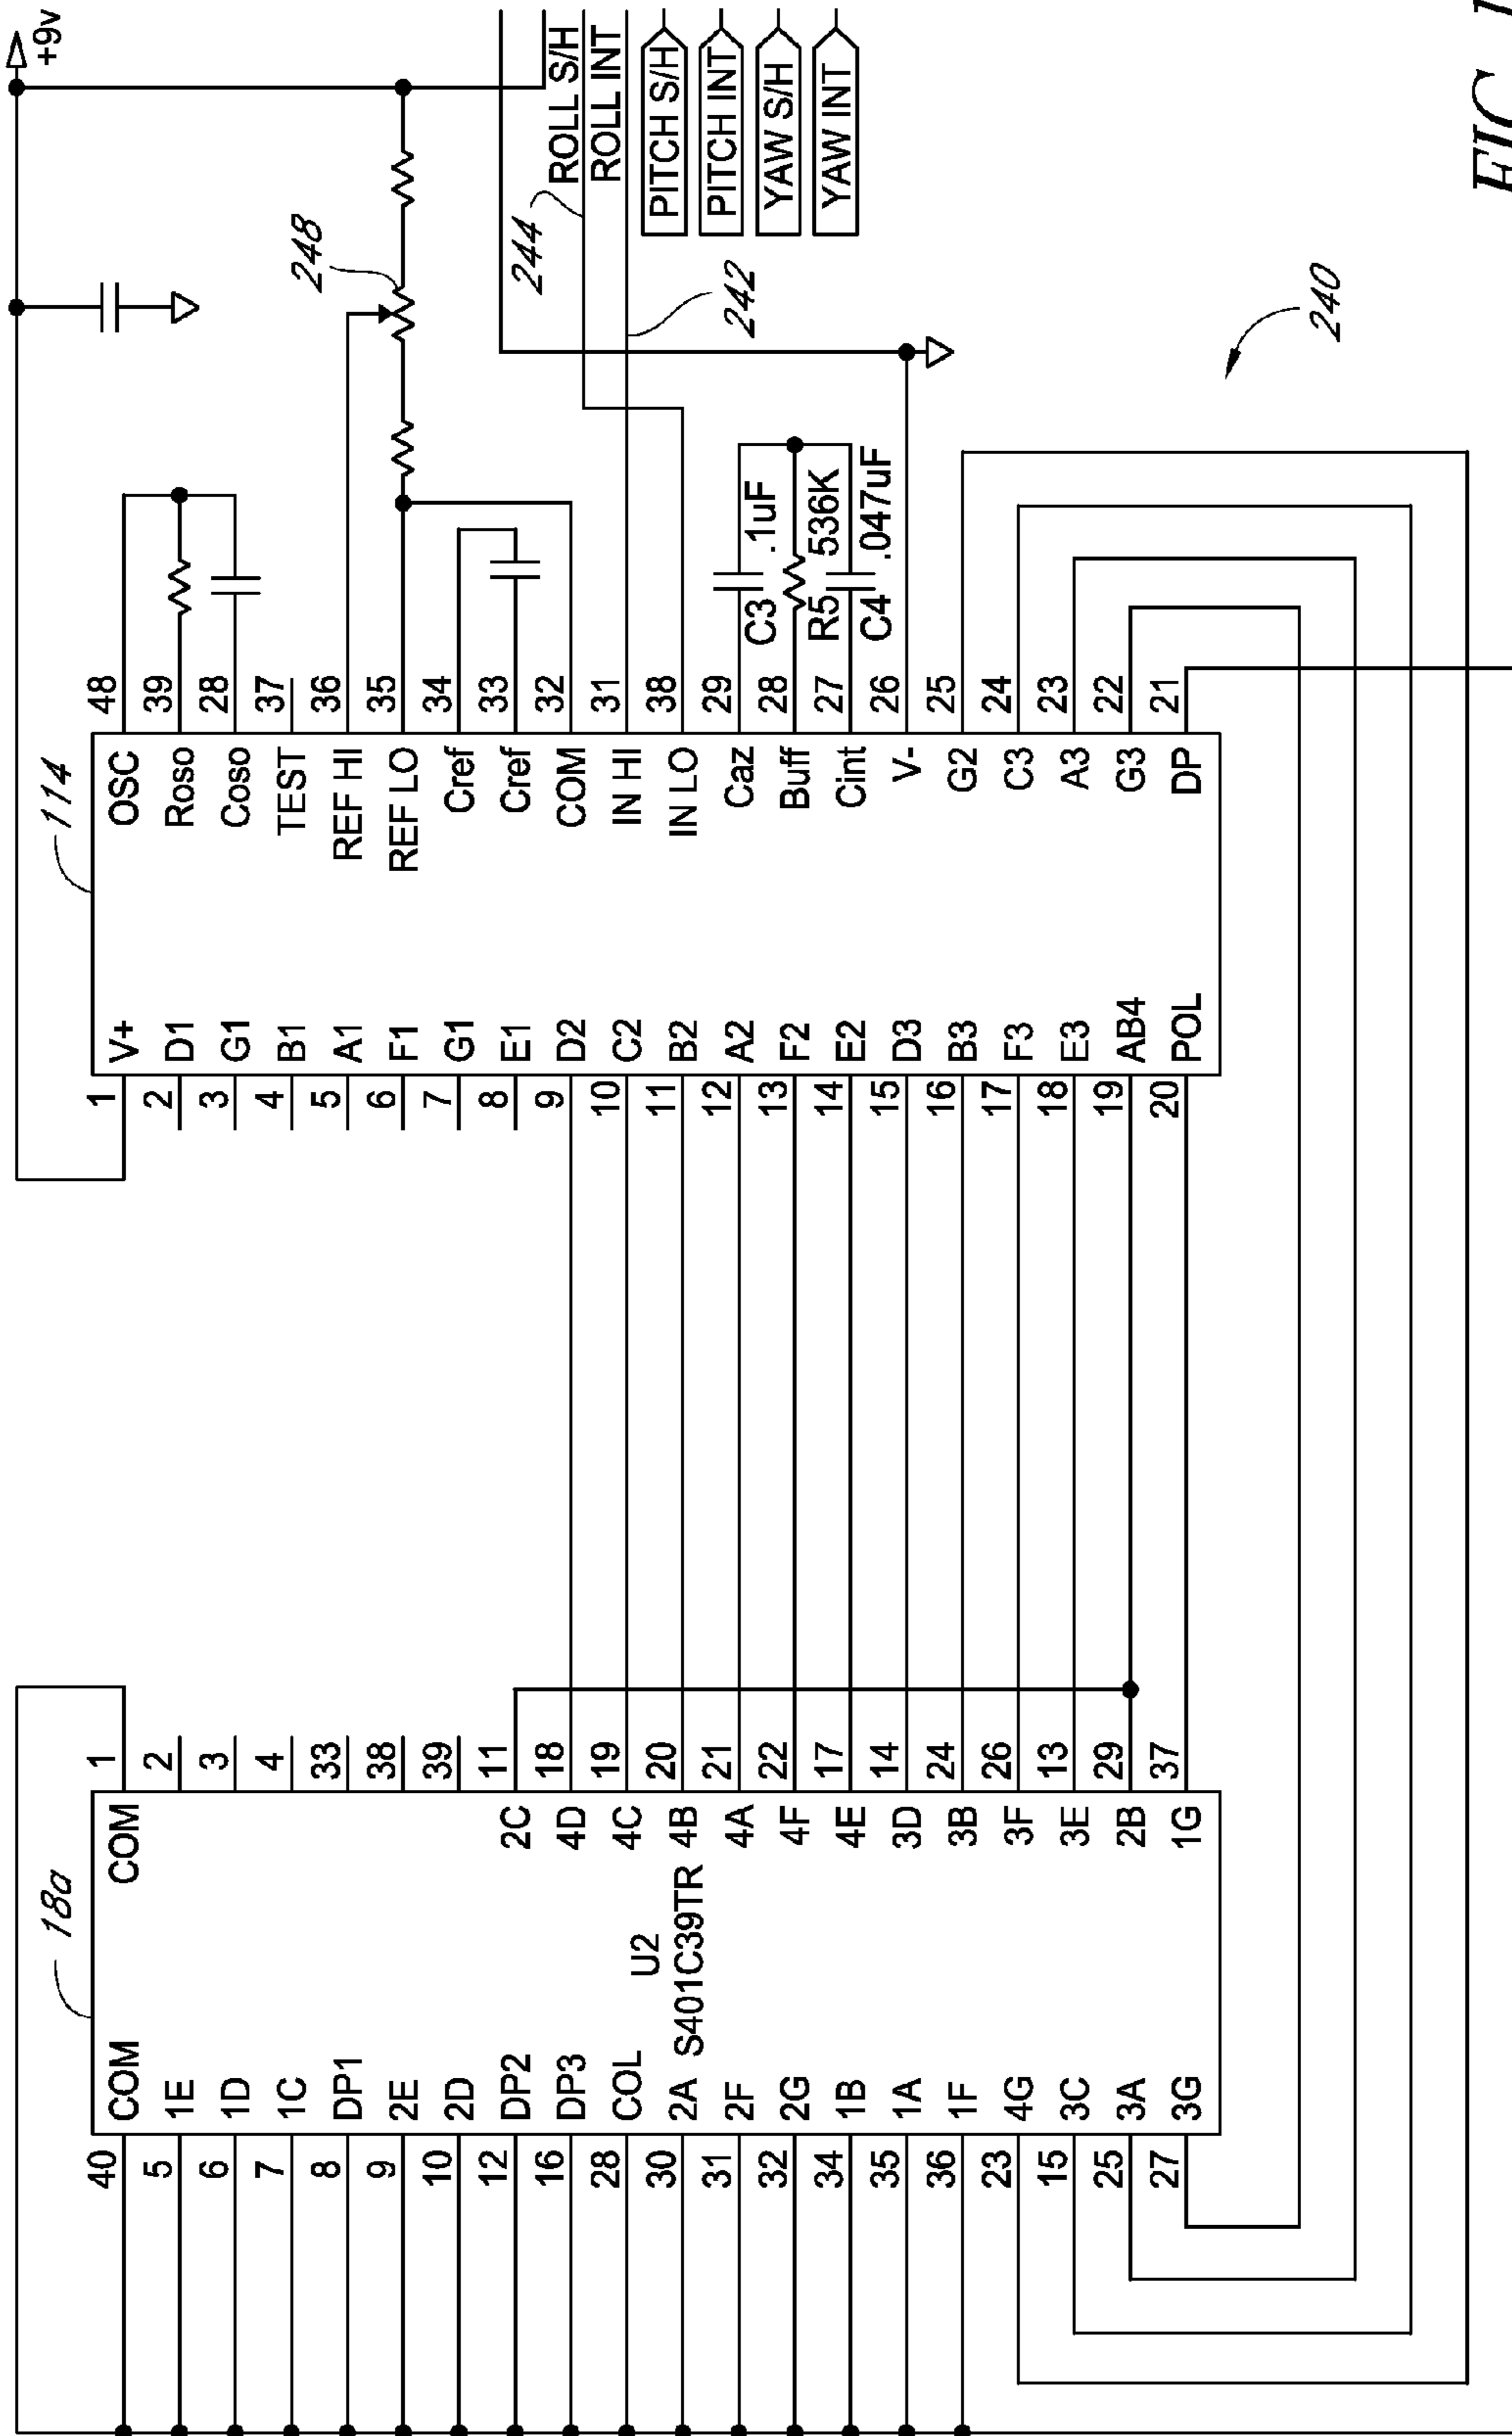 +9v
18a
40 COM COM 1
5 1E 2
6 1D 3
7 1C 4
8 DP1 33
9 2E 38
10 2D 39
12 DP2 2C 11
16 DP3 4D 18
28 COL 4C 19
30 2A 4B 20
31 2F 4A 21
32 2G 4F 22
34 1B 4E 17
35 1A 3D 14
36 1F 3B 24
23 4G 3F 26
15 3C 3E 13
25 3A 2B 29
27 3G 1G 37
U2
S401C39TR
114
1 V+ OSC 48
2 D1 Roso 39
3 G1 Coso 28
4 B1 TEST 37
5 A1 REF HI 36
6 F1 REF LO 35
7 G1 Cref 34
8 E1 Cref 33
9 D2 COM 32
10 C2 IN HI 31
11 B2 IN LO 38
12 A2 Caz 29
13 F2 Buff 28
14 E2 Cint 27
15 D3 V- 26
16 B3 G2 25
17 F3 C3 24
18 E3 A3 23
19 AB4 G3 22
20 POL DP 21
248
244
ROLL S/H
ROLL INT
242
PITCH S/H
PITCH INT
YAW S/H
YAW INT
C3 .1uF
R5 536K
C4 .047uF
240
FIG. 1